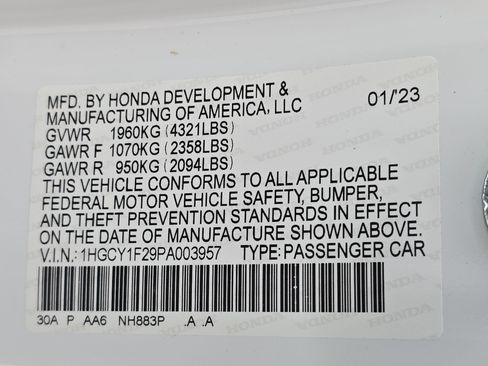 MFD. BY HONDA DEVELOPMENT &
MANUFACTURING OF AMERICA, LLC 01/'23
GVWR 1960KG (4321LBS)
GAWR F 1070KG (2358LBS)
GAWR R 950KG (2094LBS)
THIS VEHICLE CONFORMS TO ALL APPLICABLE
FEDERAL MOTOR VEHICLE SAFETY, BUMPER,
AND THEFT PREVENTION STANDARDS IN EFFECT
ON THE DATE OF MANUFACTURE SHOWN ABOVE.
V.I.N.: 1HGCY1F29PA003957 TYPE: PASSENGER CAR
30A P AA6 NH883P .A .A